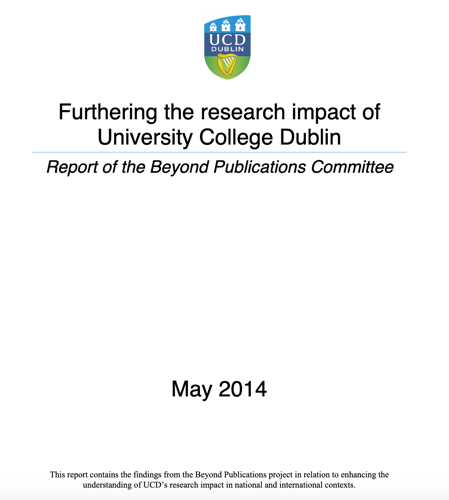 UCD
DUBLIN
Furthering the research impact of
University College Dublin
Report of the Beyond Publications Committee
May 2014
This report contains the findings from the Beyond Publications project in relation to enhancing the
understanding of UCD's research impact in national and international contexts.